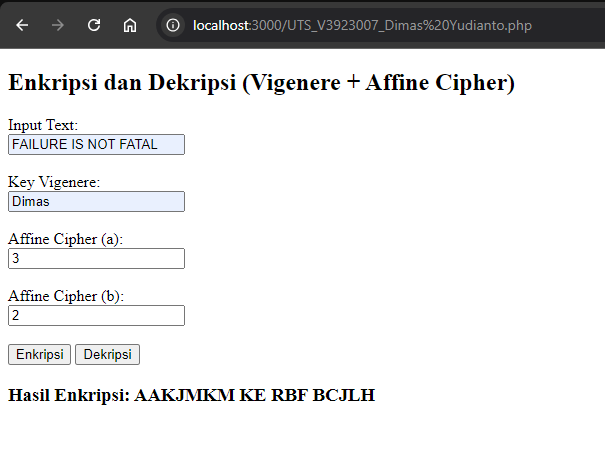 localhost:3000/UTS_V3923007_Dimas%20Yudianto.php
Enkripsi dan Dekripsi (Vigenere + Affine Cipher)
Input Text:
FAILURE IS NOT FATAL
Key Vigenere:
Dimas
Affine Cipher (a):
3
Affine Cipher (b):
2
Enkripsi Dekripsi
Hasil Enkripsi: AAKJMKM KE RBF BCJLH